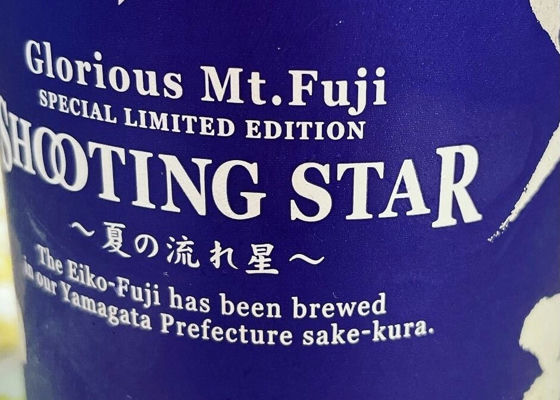 Glorious Mt.Fuji
SPECIAL LIMITED EDITION
SHOOTING STAR
～夏の流れ星～
The Eiko-Fuji has been brewed
in our Yamagata Prefecture sake-kura.